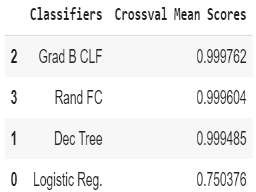 Classifiers Crossval Mean Scores
2 Grad B CLF 0.999762
3 Rand FC 0.999604
1 Dec Tree 0.999485
0 Logistic Reg. 0.750376